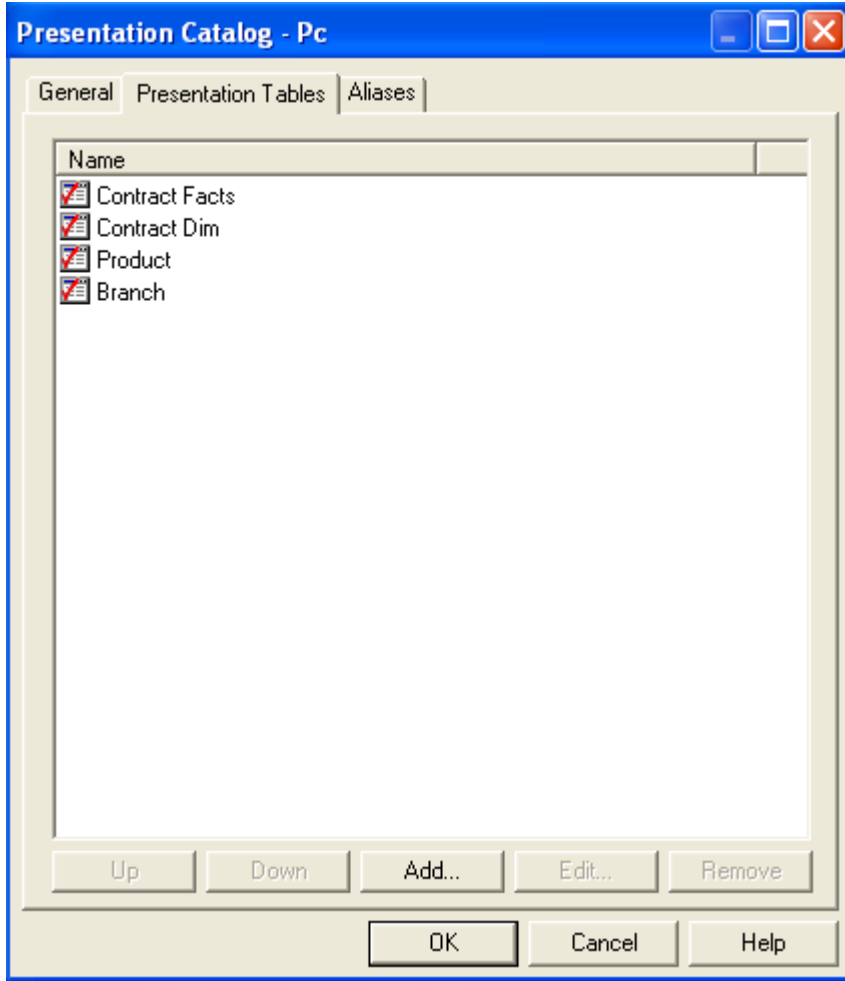 Presentation Catalog - Pc
General Presentation Tables Aliases
Name
Contract Facts
Contract Dim
Product
Branch
Up Down Add... Edit... Remove
OK Cancel Help